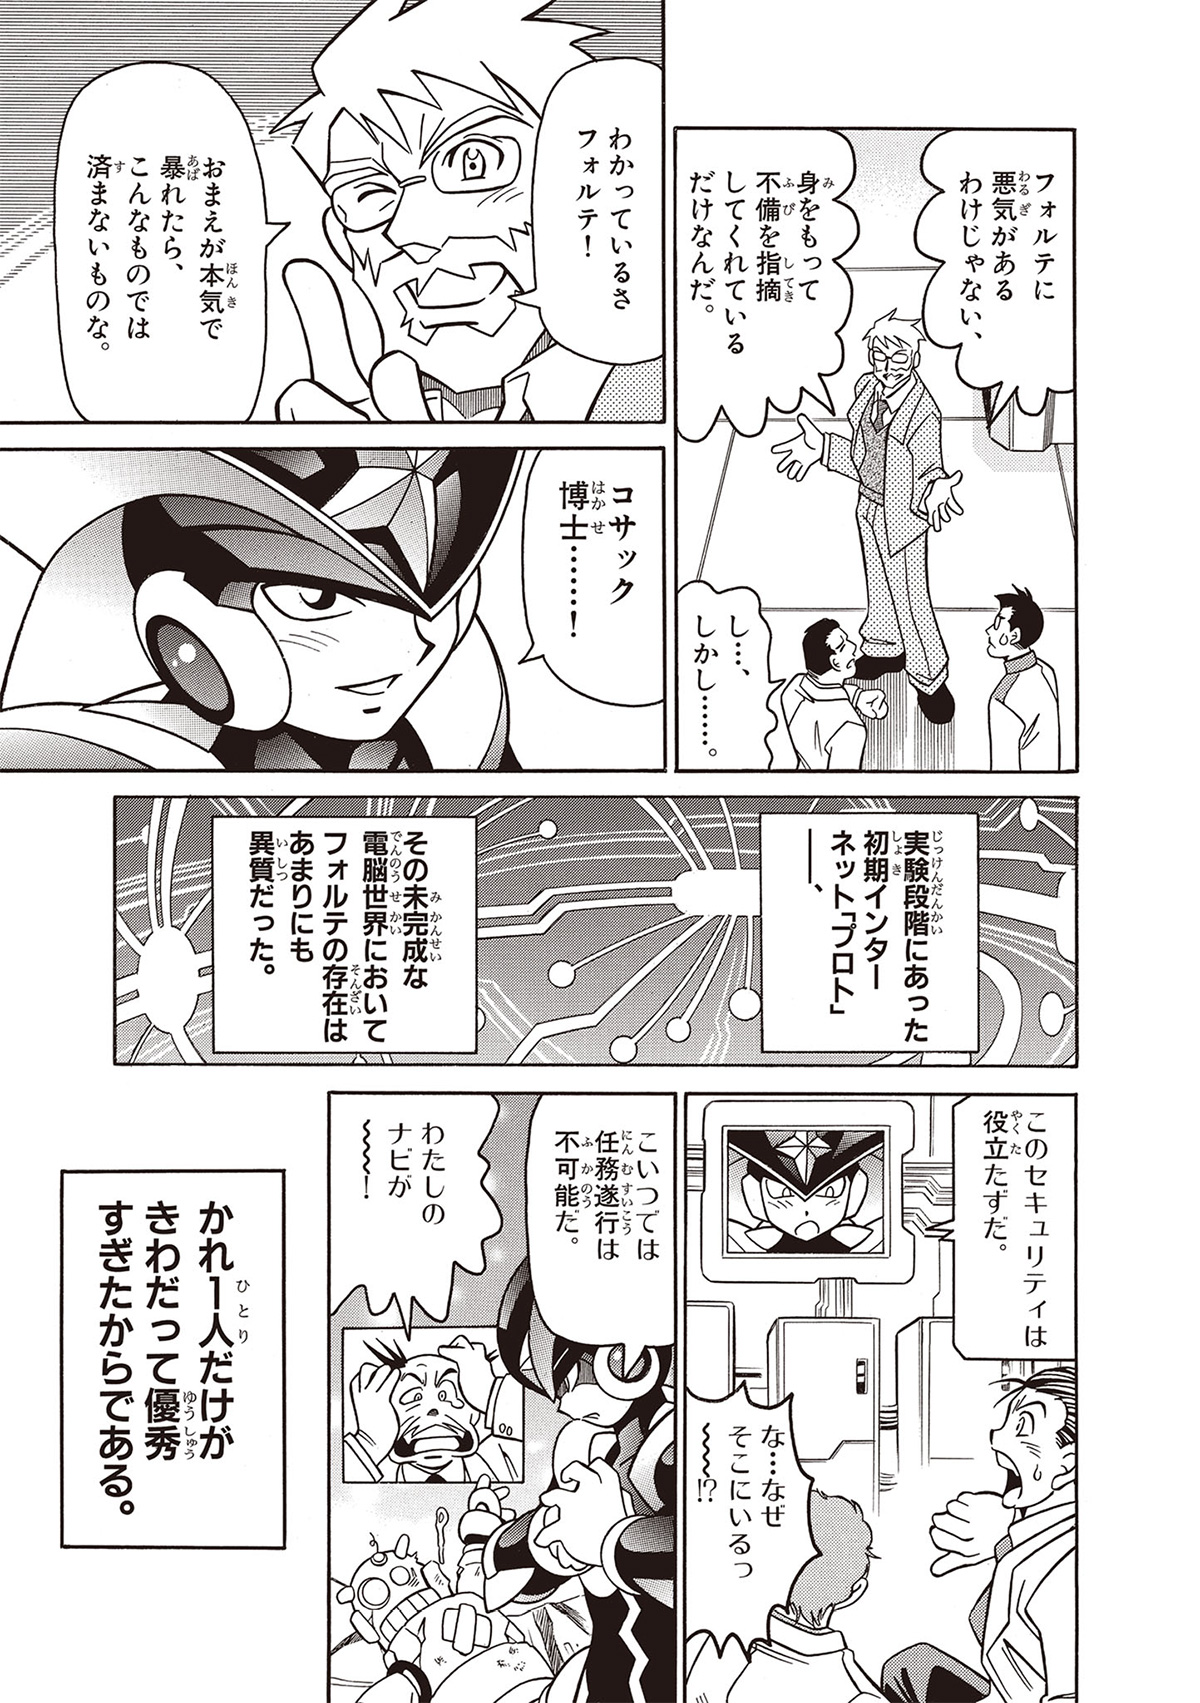 フォルテに
悪気がある
わけじゃない、
身をもって
不備を指摘
してくれている
だけなんだ。
し…、
しかし……。
わかっているさ
フォルテ！
おまえが本気で
暴れたら、
こんなものでは
済まないものな。
コサック
博士……！
実験段階にあった
初期インター
ネット「プロト」
――、
その未完成な
電脳世界において
フォルテの存在は
あまりにも
異質だった。
このセキュリティは
役立たずだ。
な…なぜ
そこにいるっ
〜〜!?
こいつでは
任務遂行は
不可能だ。
わたしの
ナビが
〜〜！
かれ1人だけが
きわだって優秀
すぎたからである。